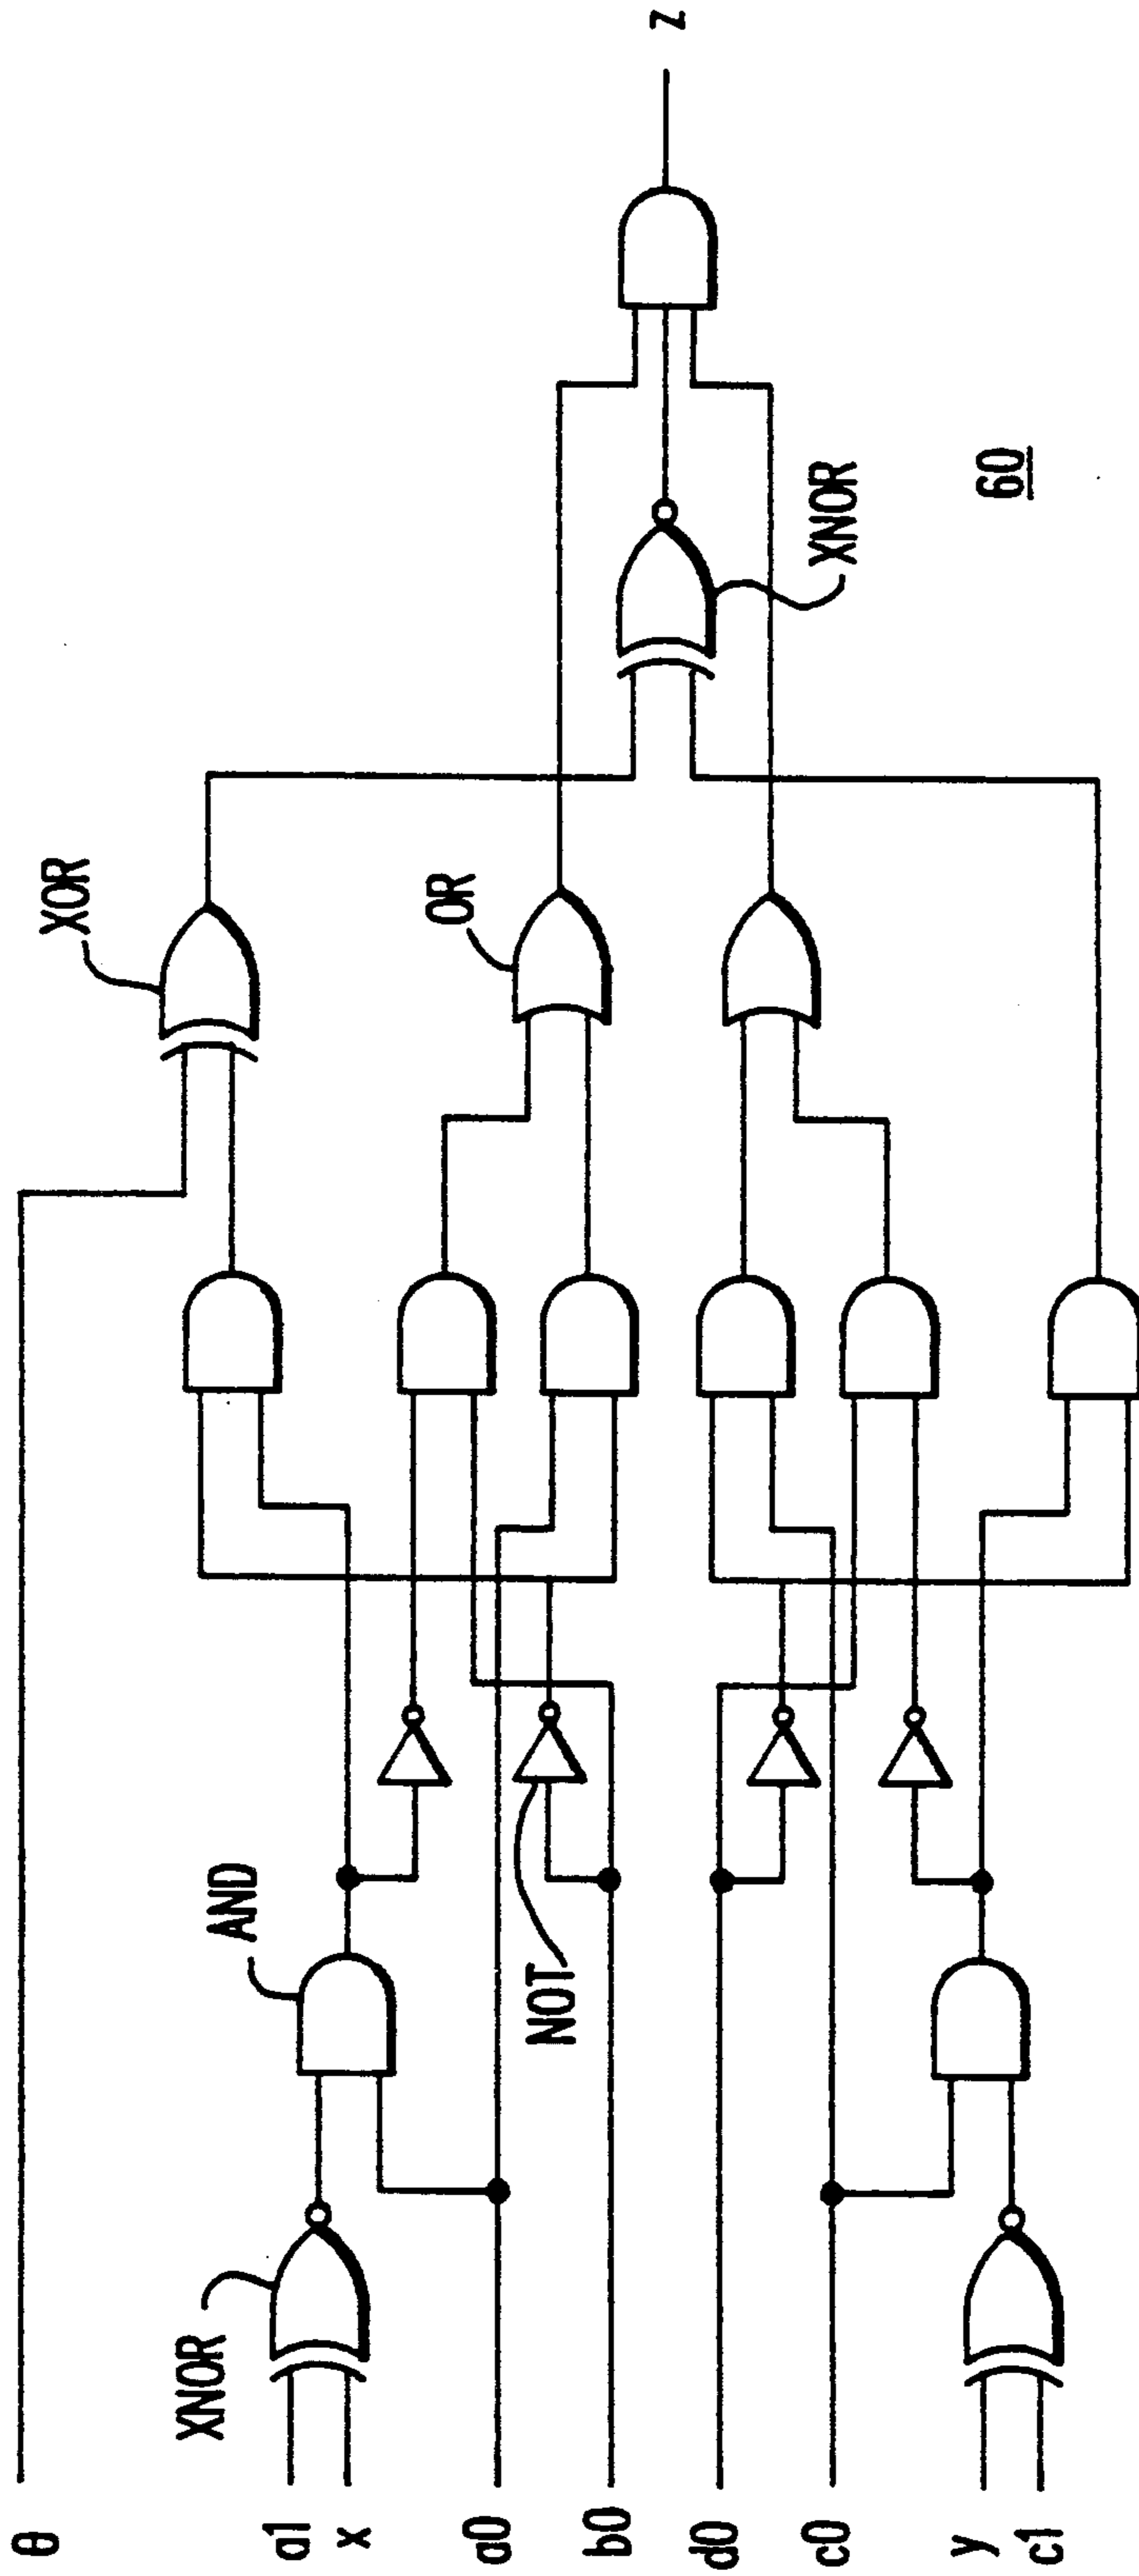 θ
XOR
XNOR
AND
a1
x
OR
a0
NOT
b0
z
d0
c0
XNOR
y
60
c1